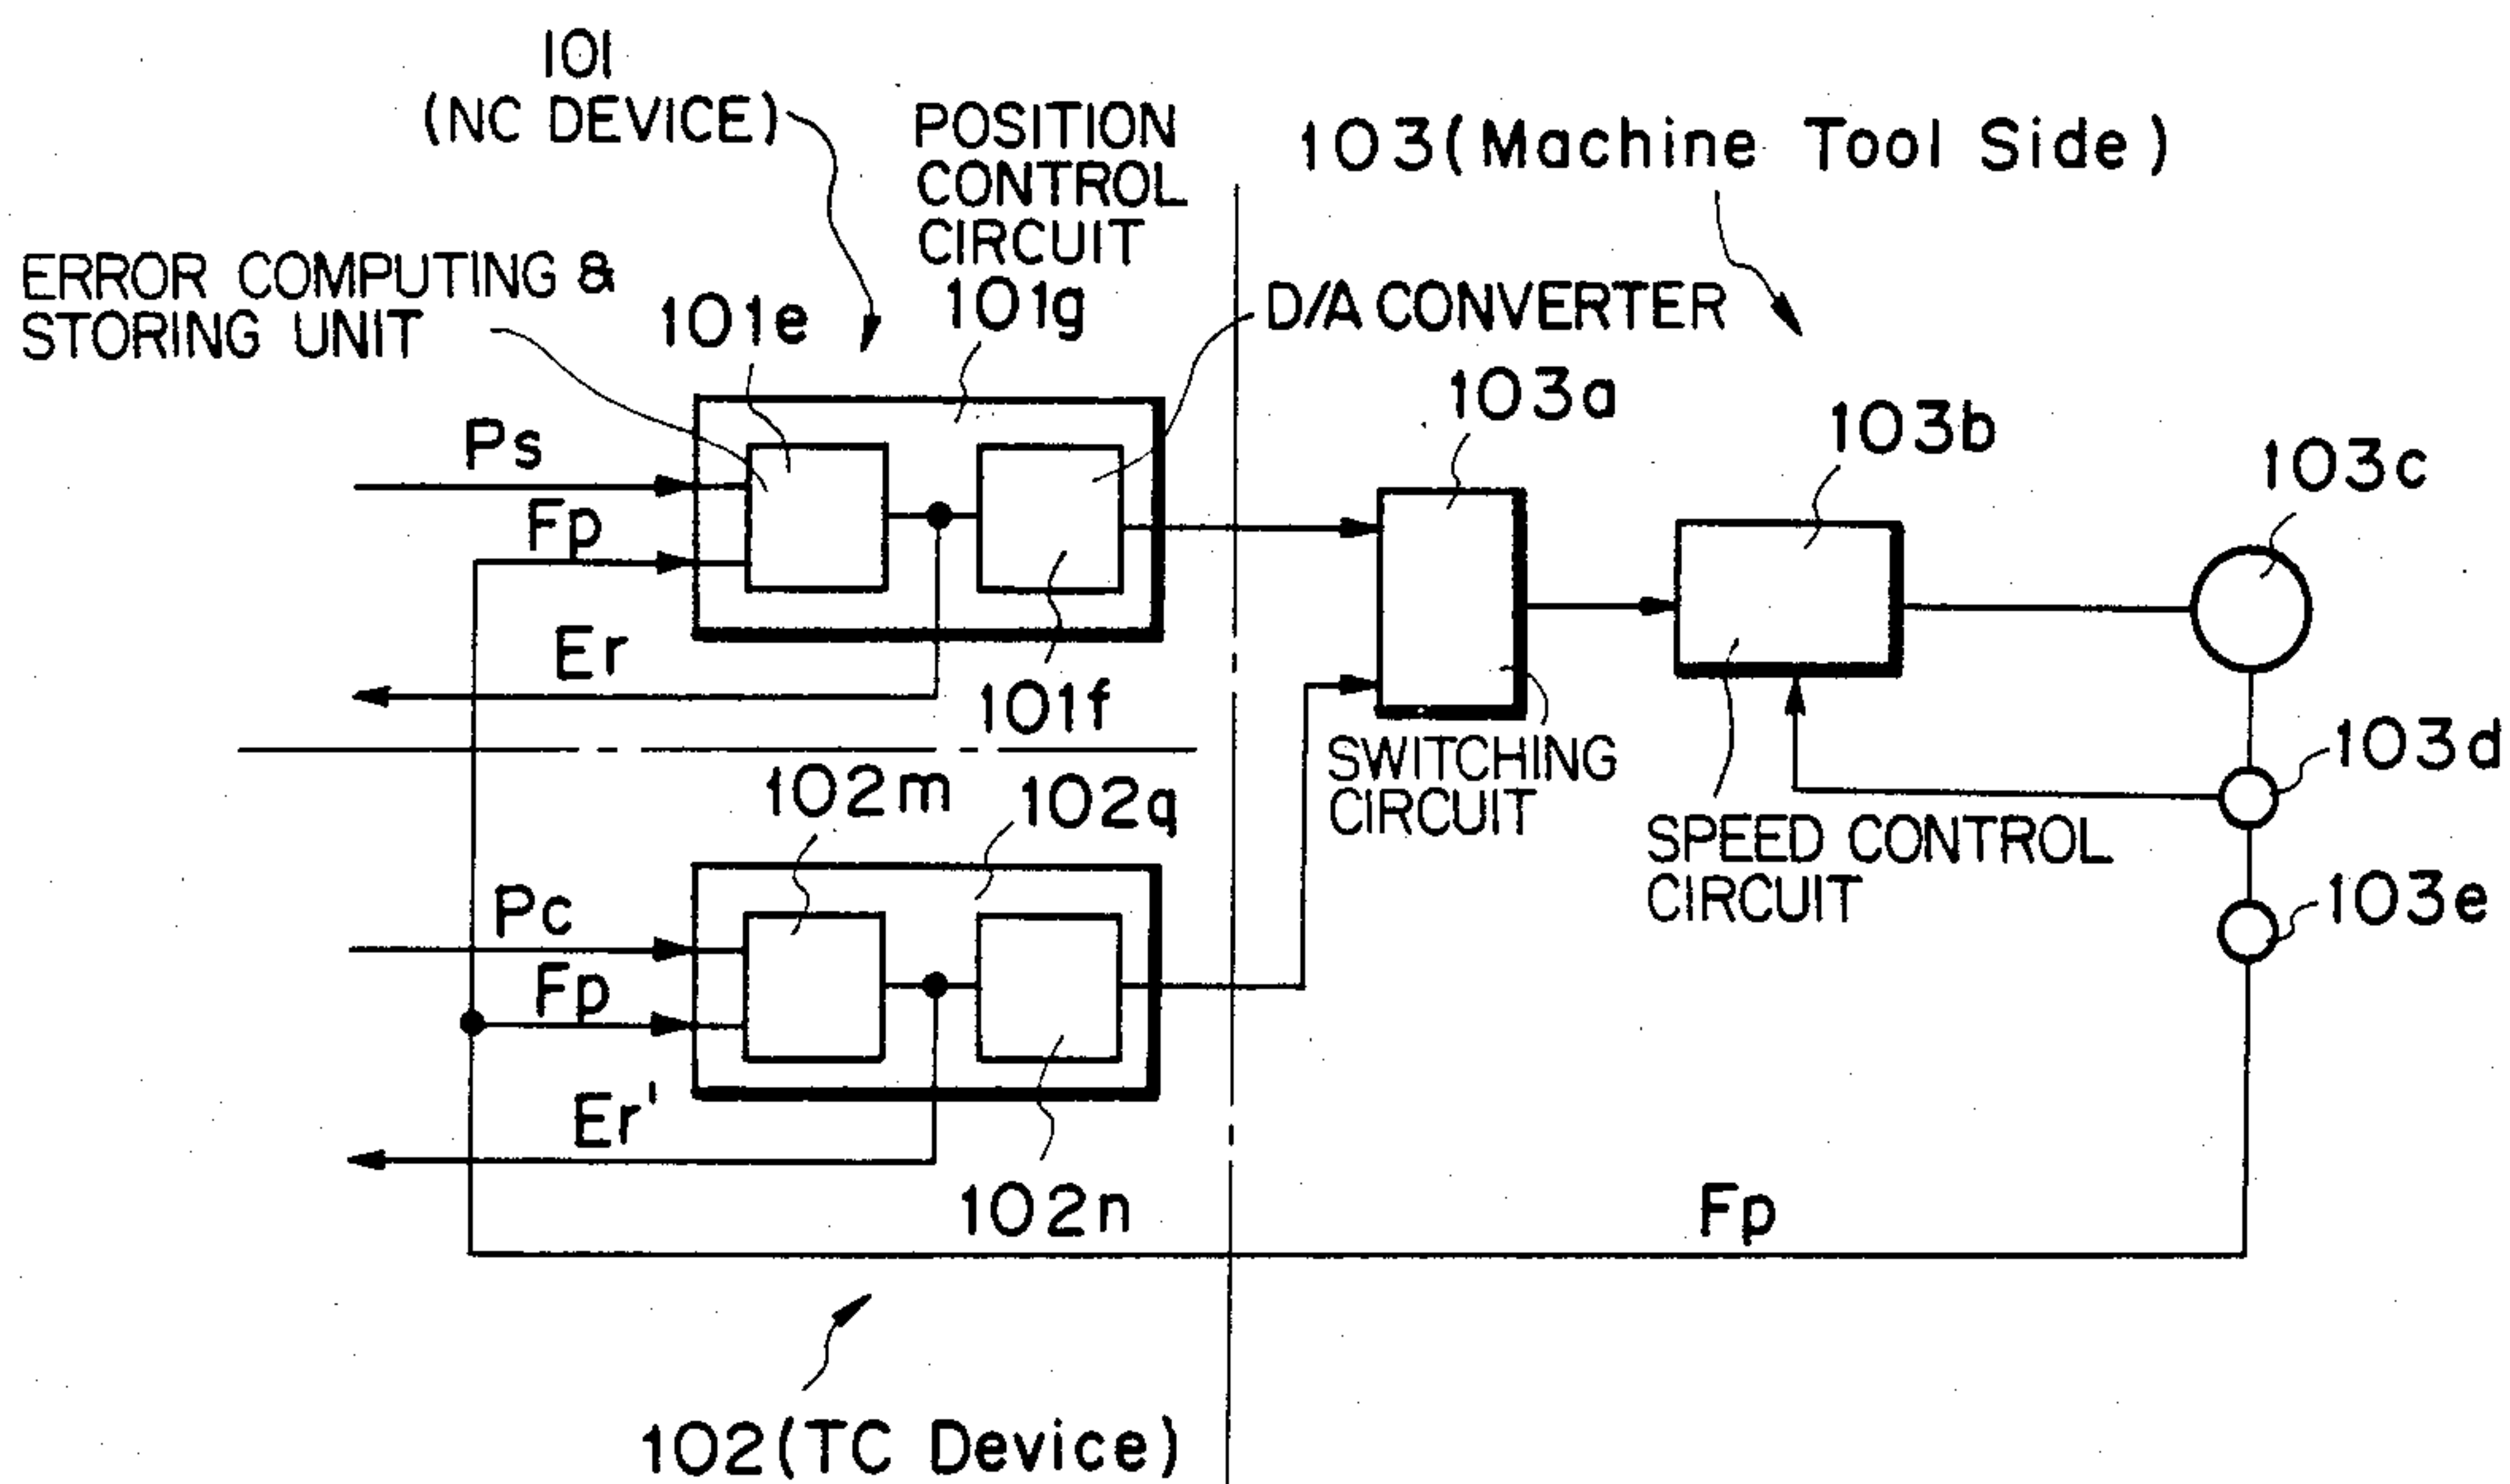 101
(NC DEVICE)
POSITION
CONTROL
CIRCUIT
101g
103(Machine Tool Side)
ERROR COMPUTING &
STORING UNIT
101e
D/A CONVERTER
103a
103b
103c
Ps
Fp
Er
101f
SWITCHING
CIRCUIT
SPEED CONTROL
CIRCUIT
103d
103e
102m
102q
Pc
Fp
Er'
102n
Fp
102(TC Device)